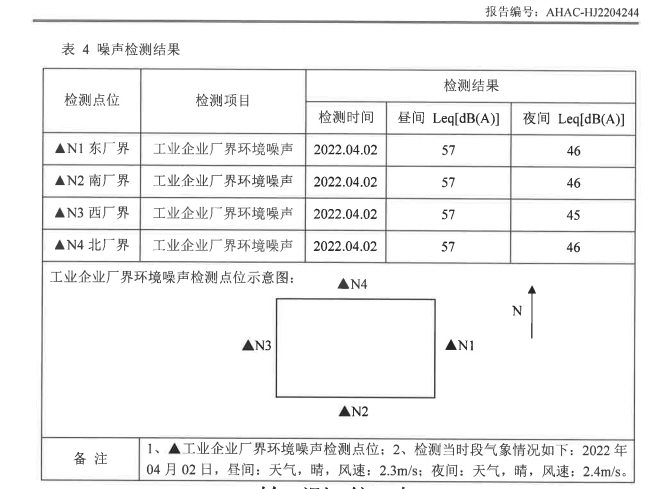 报告编号：AHAC-HJ2204244
表 4 噪声检测结果
检测点位 检测项目 检测结果
检测时间 昼间 Leq[dB(A)] 夜间 Leq[dB(A)]
▲N1 东厂界 工业企业厂界环境噪声 2022.04.02 57 46
▲N2 南厂界 工业企业厂界环境噪声 2022.04.02 57 46
▲N3 西厂界 工业企业厂界环境噪声 2022.04.02 57 45
▲N4 北厂界 工业企业厂界环境噪声 2022.04.02 57 46
工业企业厂界环境噪声检测点位示意图：
▲N4
N
▲N3 ▲N1
▲N2
备 注 1、▲工业企业厂界环境噪声检测点位；2、检测当时段气象情况如下：2022 年
04 月 02 日，昼间：天气，晴，风速：2.3m/s；夜间：天气，晴，风速：2.4m/s。